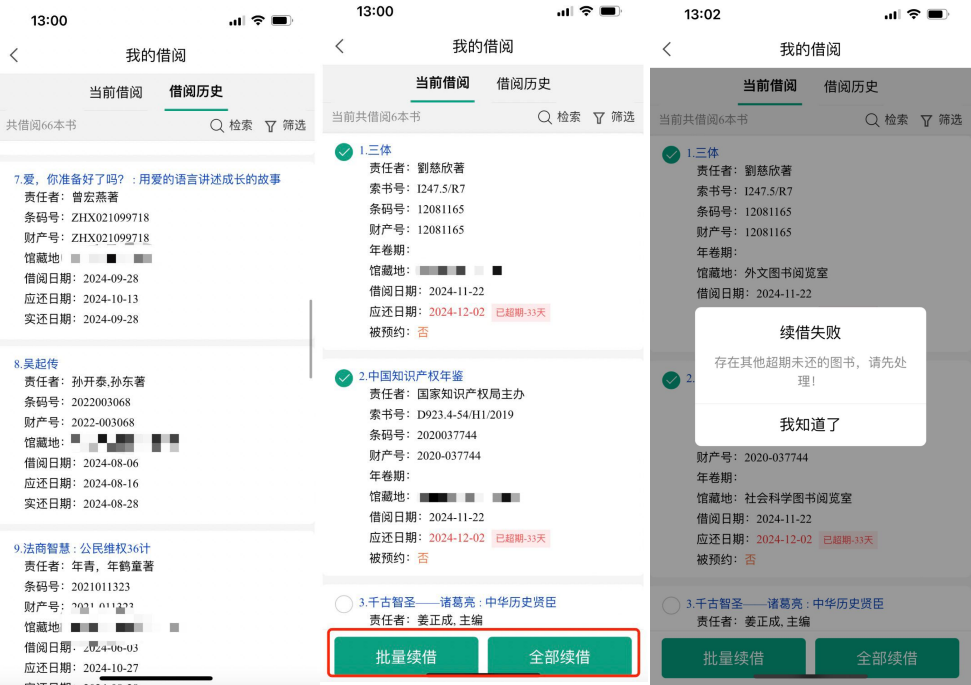 13:00
我的借阅
当前借阅 借阅历史
共借阅66本书 检索 筛选
7.爱，你准备好了吗？：用爱的语言讲述成长的故事
责任者：曾宏燕著
条码号：ZHX021099718
财产号：ZHX021099718
馆藏地：
借阅日期：2024-09-28
应还日期：2024-10-13
实还日期：2024-09-28
8.吴起传
责任者：孙开泰,孙东著
条码号：2022003068
财产号：2022-003068
馆藏地：
借阅日期：2024-08-06
应还日期：2024-08-16
实还日期：2024-08-28
9.法商智慧：公民维权36计
责任者：年青，年鹤童著
条码号：2021011323
财产号：2021-011323
馆藏地
借阅日期：2024-06-03
应还日期：2024-10-27
13:00
我的借阅
当前借阅 借阅历史
当前共借阅6本书 检索 筛选
1.三体
责任者：劉慈欣著
索书号：I247.5/R7
条码号：12081165
财产号：12081165
年卷期：
馆藏地：
借阅日期：2024-11-22
应还日期：2024-12-02 已超期-33天
被预约：否
2.中国知识产权年鉴
责任者：国家知识产权局主办
索书号：D923.4-54/H1/2019
条码号：2020037744
财产号：2020-037744
年卷期：
馆藏地：
借阅日期：2024-11-22
应还日期：2024-12-02 已超期-33天
被预约：否
3.千古智圣——诸葛亮：中华历史贤臣
责任者：姜正成, 主编
批量续借 全部续借
13:02
我的借阅
当前借阅 借阅历史
当前共借阅6本书 检索 筛选
1.三体
责任者：劉慈欣著
索书号：I247.5/R7
条码号：12081165
财产号：12081165
年卷期：
馆藏地：外文图书阅览室
借阅日期：2024-11-22
续借失败
存在其他超期未还的图书，请先处
理！
2.
我知道了
财产号：2020-037744
年卷期：
馆藏地：社会科学图书阅览室
借阅日期：2024-11-22
应还日期：2024-12-02 已超期-33天
被预约：否
3.千古智圣——诸葛亮：中华历史贤臣
责任者：姜正成, 主编
批量续借 全部续借